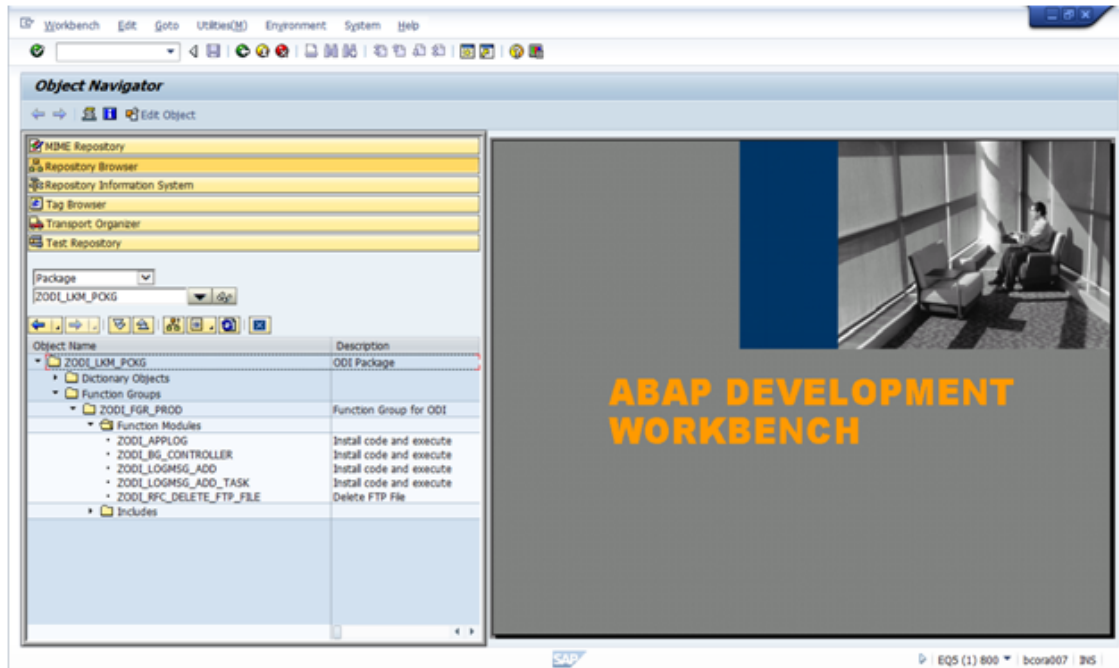 Workbench Edit Goto Utilities(M) Environment System Help
Object Navigator
Edit Object
MIME Repository
Repository Browser
Repository Information System
Tag Browser
Transport Organizer
Test Repository
Package
ZODI_LKM_PCKG
Object Name Description
ZODI_LKM_PCKG ODI Package
Dictionary Objects
Function Groups
ZODI_FGR_PROD Function Group for ODI
Function Modules
ZODI_APPLOG Install code and execute
ZODI_BG_CONTROLLER Install code and execute
ZODI_LOGMSG_ADD Install code and execute
ZODI_LOGMSG_ADD_TASK Install code and execute
ZODI_RFC_DELETE_FTP_FILE Delete FTP File
Includes
ABAP DEVELOPMENT
WORKBENCH
SAP
EQ5 (1) 800 bcora007 INS